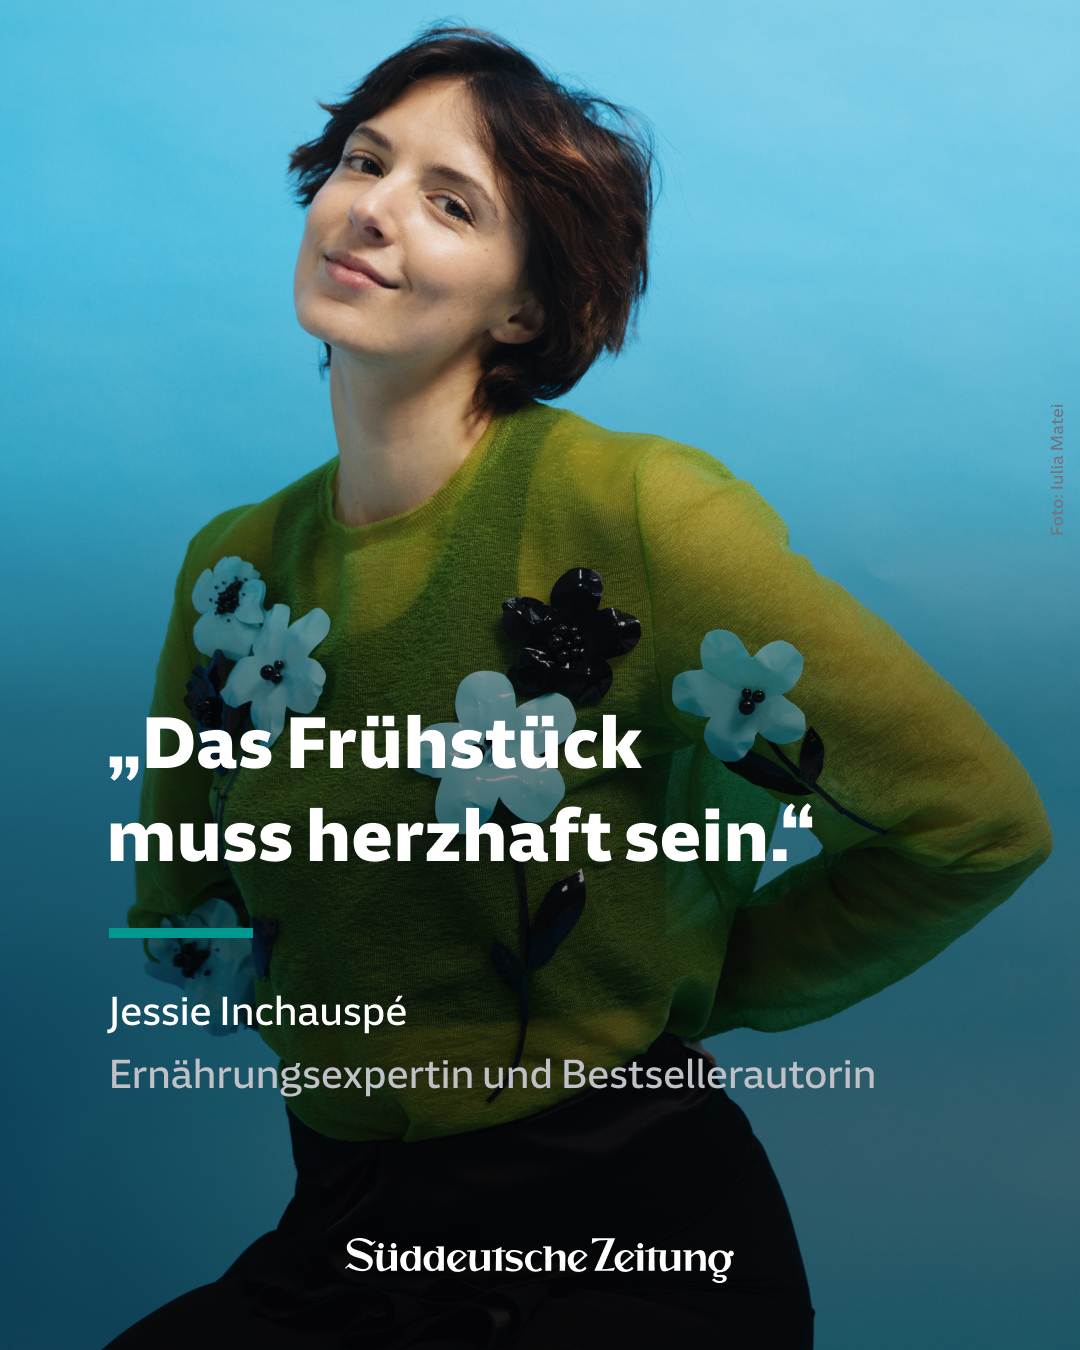 „Das Frühstück
muss herzhaft sein.“
Jessie Inchauspé
Ernährungsexpertin und Bestsellerautorin
Süddeutsche Zeitung
Foto: Iulia Matei